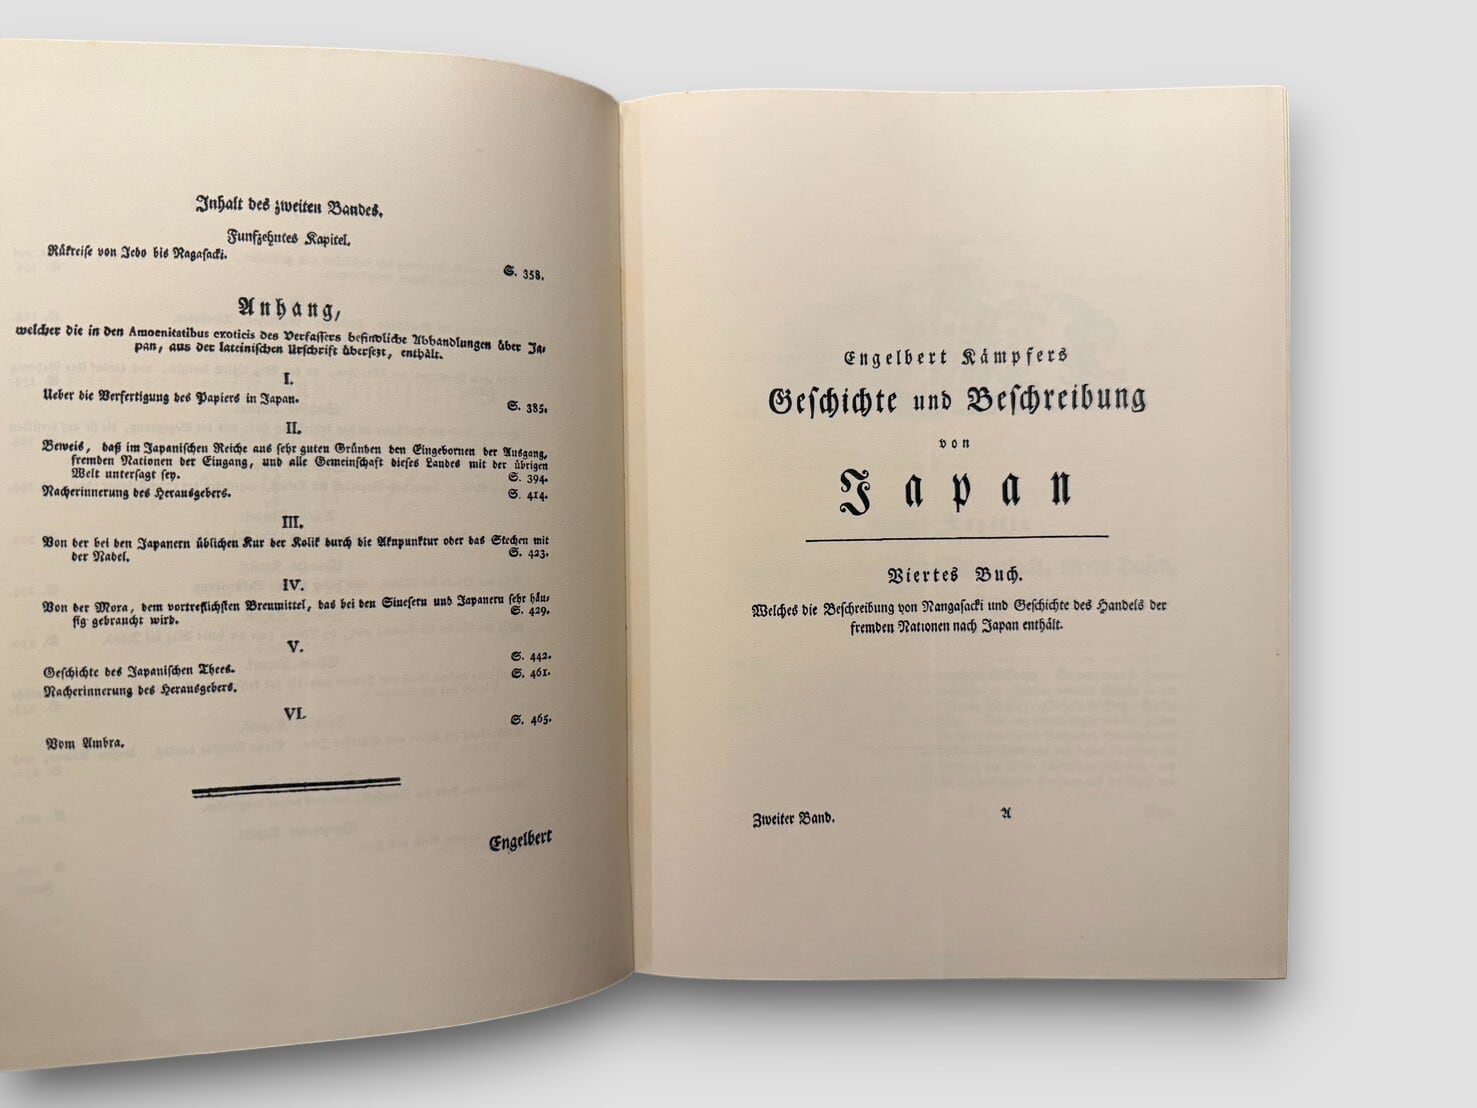 Inhalt des zweiten Bandes.
Funfzehntes Kapitel.
Rükreise von Jedo bis Nagasacki.
S. 358.
Anhang,
welcher die in den Amoenitatibus exoticis des Verfassers befindliche Abhandlungen über Ja-
pan, aus der lateinischen Urschrift übersezt, enthält.
I.
Ueber die Verfertigung des Papiers in Japan.
S. 385.
II.
Beweis, daß im Japanischen Reiche aus sehr guten Gründen den Eingebornen der Ausgang,
fremden Nationen der Eingang, und alle Gemeinschaft dieses Landes mit der übrigen
Welt untersagt sey. S. 394.
Nacherinnerung des Herausgebers. S. 414.
III.
Von der bei den Japanern üblichen Kur der Kolik durch die Aknpunktur oder das Stechen mit
der Nadel. S. 423.
IV.
Von der Mora, dem vortreflichsten Brenmittel, das bei den Sinesern und Japanern sehr häu-
fig gebraucht wird. S. 429.
V.
S. 442.
Geschichte des Japanischen Thees. S. 461.
Nacherinnerung des Herausgebers.
VI.
S. 465.
Vom Ambra.
Engelbert
Engelbert Kämpfers
Geschichte und Beschreibung
von
Japan
Viertes Buch.
Welches die Beschreibung von Nangasacki und Geschichte des Handels der
fremden Nationen nach Japan enthält.
Zweiter Band. A